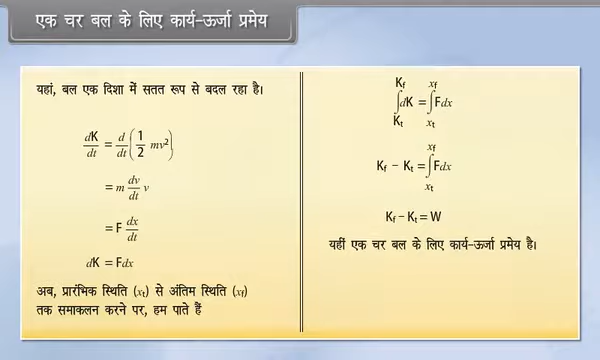 एक चर बल के लिए कार्य-ऊर्जा प्रमेय
यहां, बल एक दिशा में सतत रूप से बदल रहा है।
dK/dt = d/dt (1/2 mv²)
= m dv/dt v
= F dx/dt
dK = Fdx
अब, प्रारंभिक स्थिति (xt) से अंतिम स्थिति (xf)
तक समाकलन करने पर, हम पाते हैं
Kf xf
∫dK = ∫Fdx
Kt xt
xf
Kf − Kt = ∫Fdx
xt
Kf − Kt = W
यहीं एक चर बल के लिए कार्य-ऊर्जा प्रमेय है।